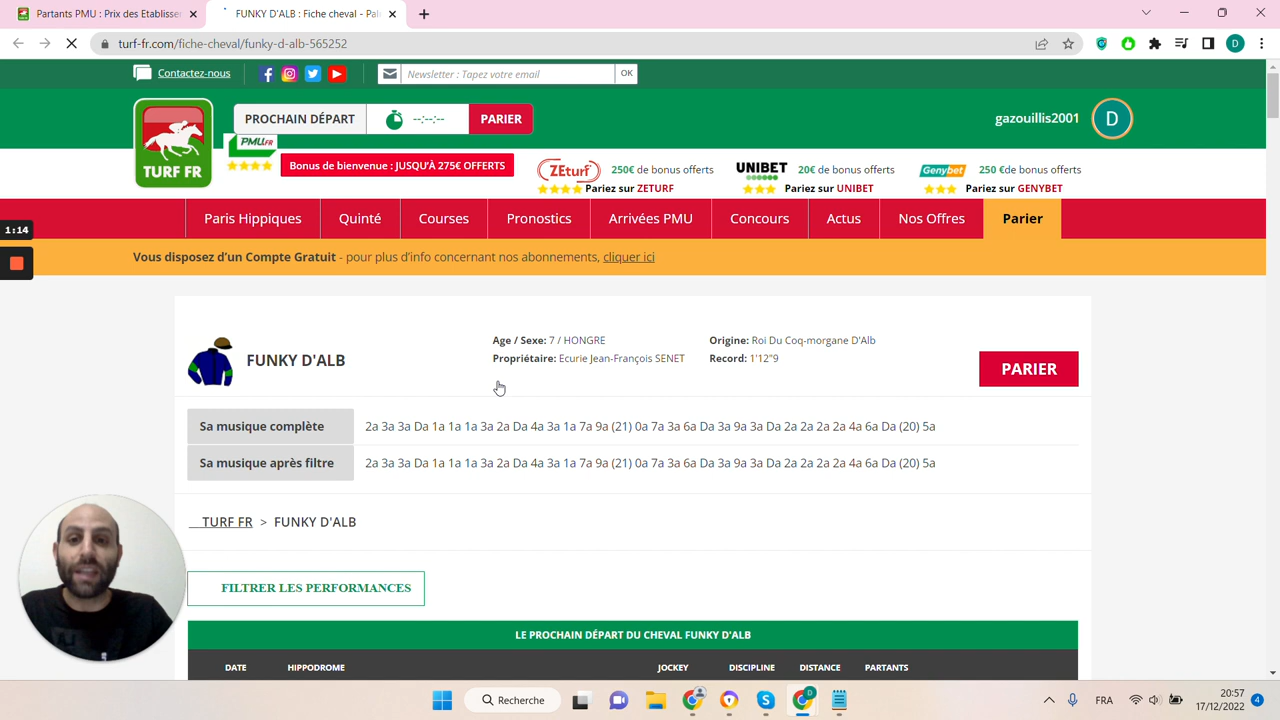 Partants PMU : Prix des Etablisse
FUNKY D'ALB : Fiche cheval - Pal
turf-fr.com/fiche-cheval/funky-d-alb-565252
D
Contactez-nous
Newsletter : Tapez votre email
OK
PROCHAIN DÉPART
--:--:--
PARIER
gazouillis2001
D
TURF FR
PMU.FR
Bonus de bienvenue : JUSQU'À 275€ OFFERTS
ZEturf
250€ de bonus offerts
Pariez sur ZETURF
UNIBET
20€ de bonus offerts
Pariez sur UNIBET
Genybet
250 €de bonus offerts
Pariez sur GENYBET
1:14
Paris Hippiques
Quinté
Courses
Pronostics
Arrivées PMU
Concours
Actus
Nos Offres
Parier
Vous disposez d'un Compte Gratuit - pour plus d'info concernant nos abonnements, cliquer ici
FUNKY D'ALB
Age / Sexe: 7 / HONGRE
Propriétaire: Ecurie Jean-François SENET
Origine: Roi Du Coq-morgane D'Alb
Record: 1'12"9
PARIER
Sa musique complète
2a 3a 3a Da 1a 1a 1a 3a 2a Da 4a 3a 1a 7a 9a (21) 0a 7a 3a 6a Da 3a 9a 3a Da 2a 2a 2a 2a 4a 6a Da (20) 5a
Sa musique après filtre
2a 3a 3a Da 1a 1a 1a 3a 2a Da 4a 3a 1a 7a 9a (21) 0a 7a 3a 6a Da 3a 9a 3a Da 2a 2a 2a 2a 4a 6a Da (20) 5a
TURF FR > FUNKY D'ALB
FILTRER LES PERFORMANCES
LE PROCHAIN DÉPART DU CHEVAL FUNKY D'ALB
DATE
HIPPODROME
JOCKEY
DISCIPLINE
DISTANCE
PARTANTS
Recherche
FRA
20:57
17/12/2022
4